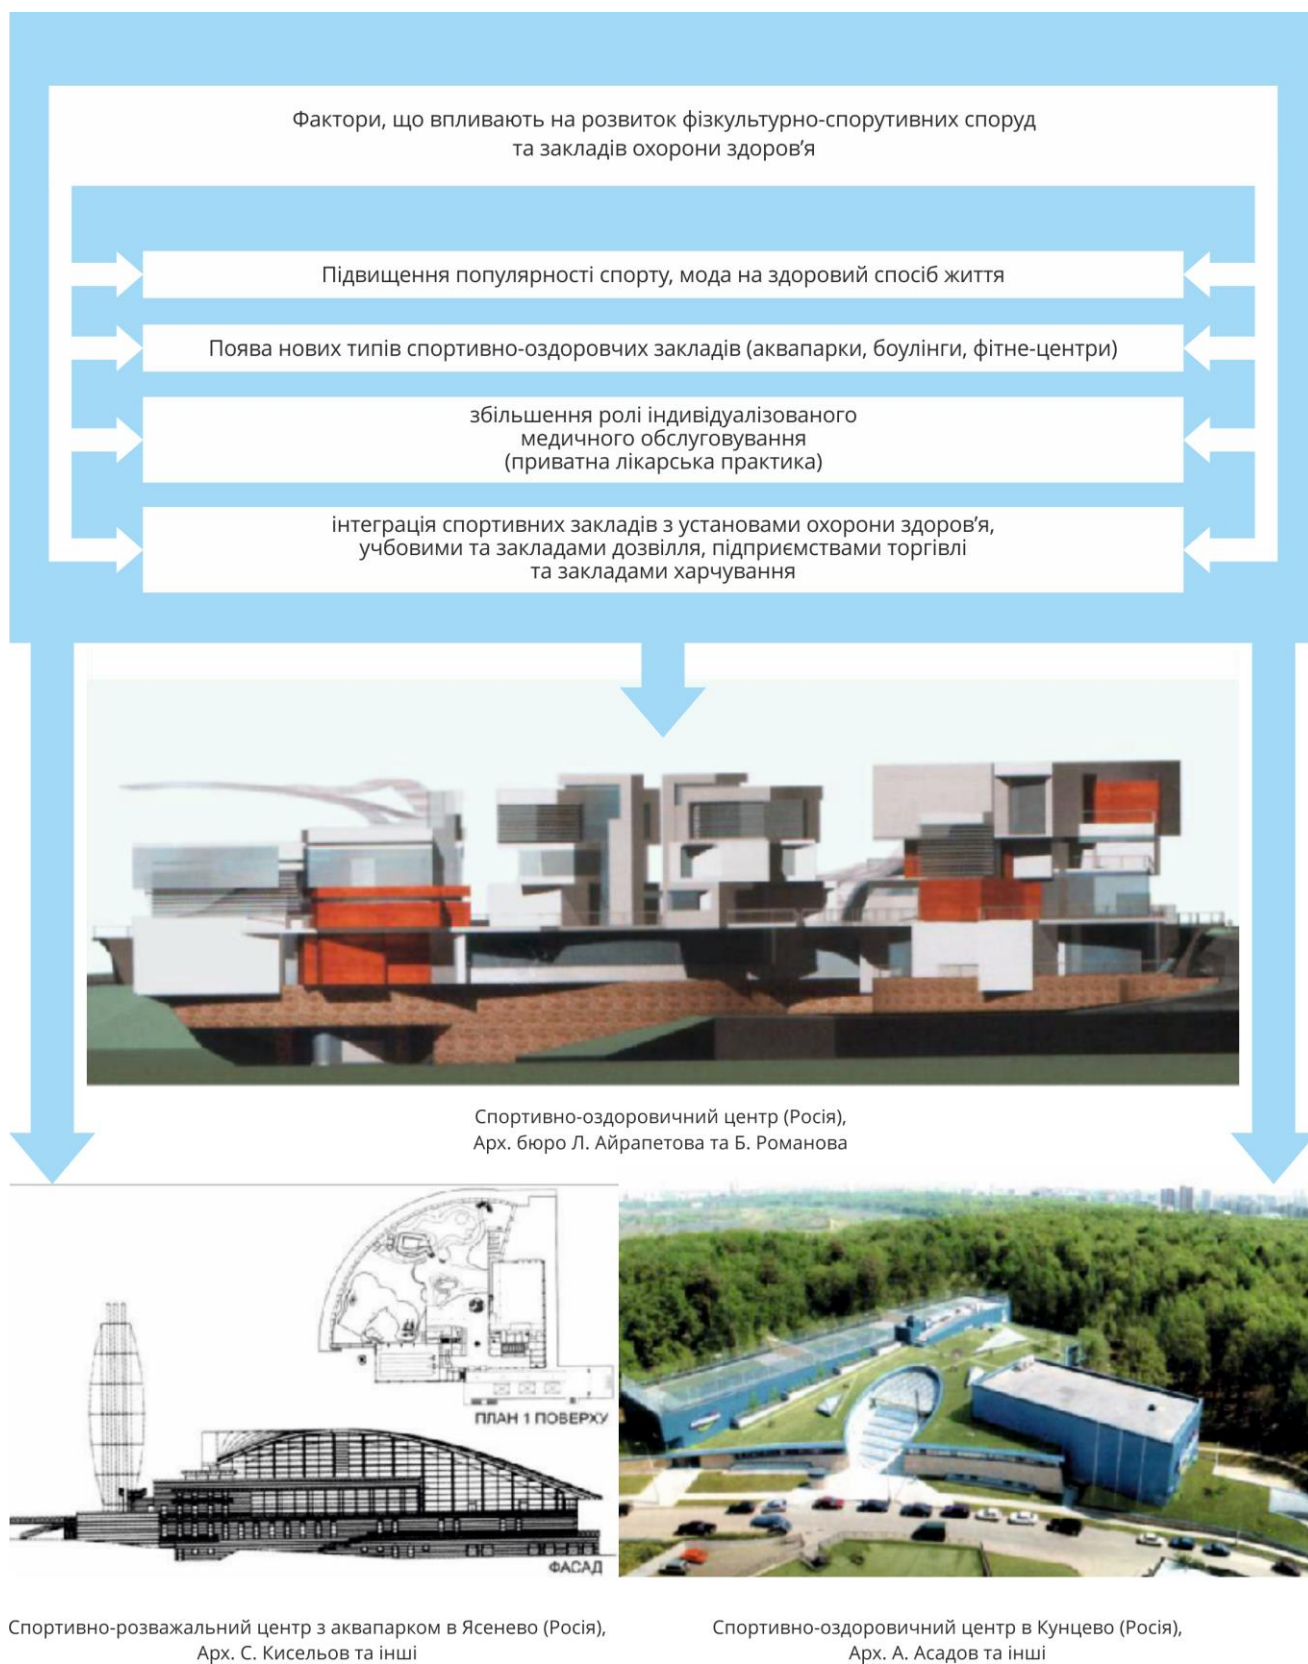 Фактори, що впливають на розвиток фізкультурно-спорутивних споруд
та закладів охорони здоров’я
Підвищення популярності спорту, мода на здоровий спосіб життя
Поява нових типів спортивно-оздоровчих закладів (аквапарки, боулінги, фітне-центри)
збільшення ролі індивідуалізованого
медичного обслуговування
(приватна лікарська практика)
інтеграція спортивних закладів з установами охорони здоров’я,
учбовими та закладами дозвілля, підприємствами торгівлі
та закладами харчування
Спортивно-оздоровичний центр (Росія),
Арх. бюро Л. Айрапетова та Б. Романова
ПЛАН 1 ПОВЕРХУ
ФАСАД
Спортивно-розважальний центр з аквапарком в Ясенево (Росія),
Арх. С. Кисельов та інші
Спортивно-оздоровичний центр в Кунцево (Росія),
Арх. А. Асадов та інші